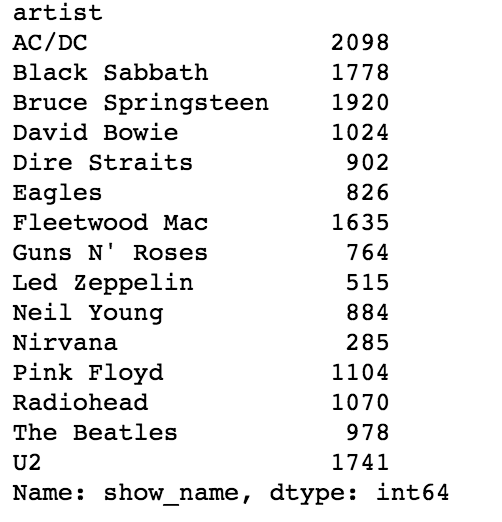 artist
AC/DC 2098
Black Sabbath 1778
Bruce Springsteen 1920
David Bowie 1024
Dire Straits 902
Eagles 826
Fleetwood Mac 1635
Guns N' Roses 764
Led Zeppelin 515
Neil Young 884
Nirvana 285
Pink Floyd 1104
Radiohead 1070
The Beatles 978
U2 1741
Name: show_name, dtype: int64